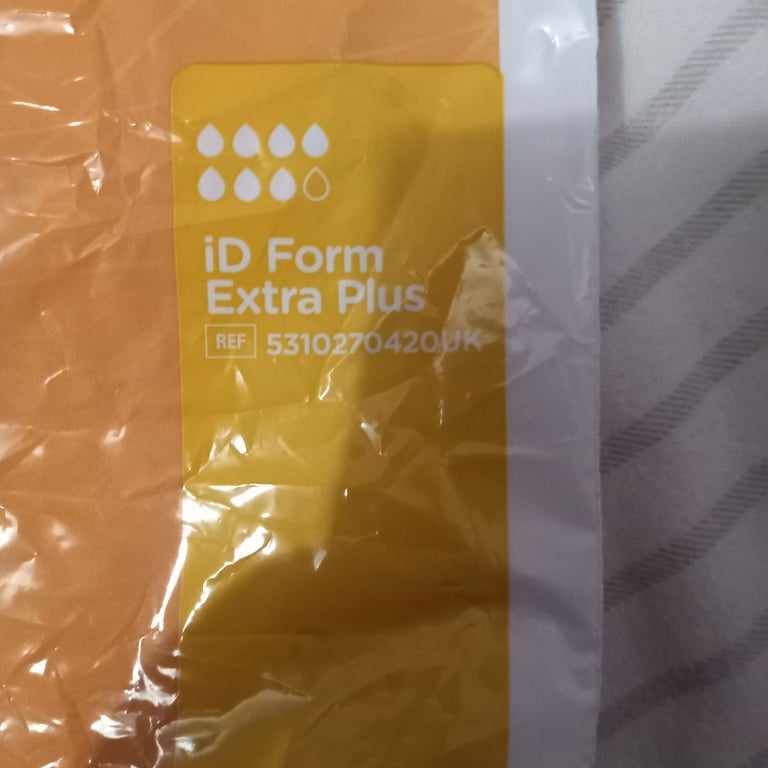 iD Form
Extra Plus
REF 5310270420UK